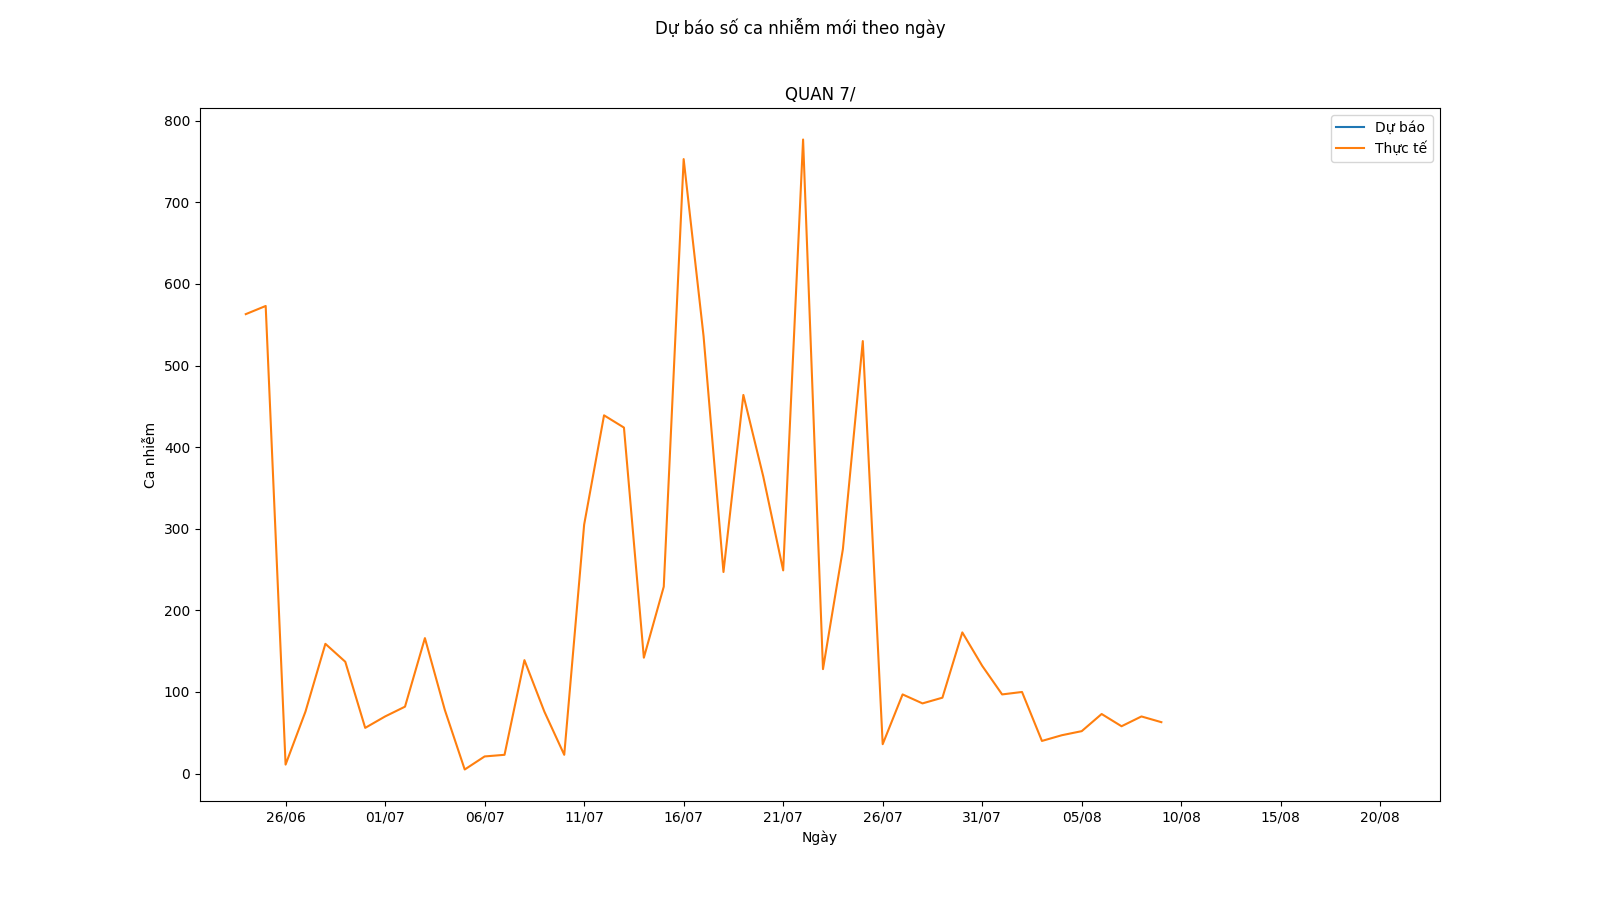 Dự báo số ca nhiễm mới theo ngày
QUAN 7/
Dự báo
Thực tế
Ca nhiễm
800
700
600
500
400
300
200
100
0
26/06 01/07 06/07 11/07 16/07 21/07 26/07 31/07 05/08 10/08 15/08 20/08
Ngày